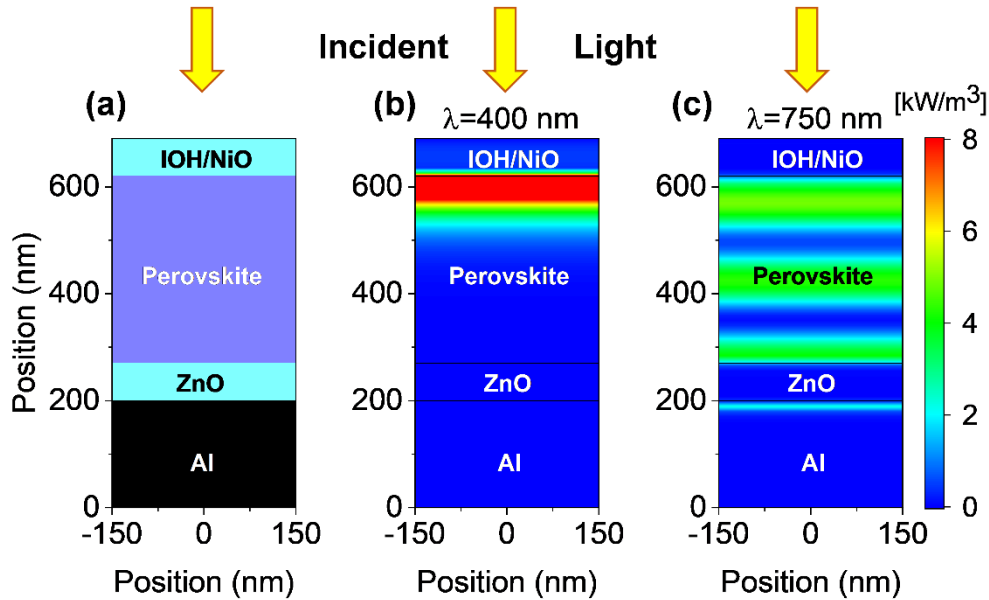 Incident Light
(a) (b) (c) [kW/m³]
λ=400 nm λ=750 nm
IOH/NiO IOH/NiO IOH/NiO 8
600 600 600
6
Perovskite Perovskite Perovskite
400 400 400 4
ZnO ZnO ZnO
200 200 200 2
Al Al Al
0 0 0 0
-150 0 150 -150 0 150 -150 0 150
Position (nm) Position (nm) Position (nm)
Position (nm)